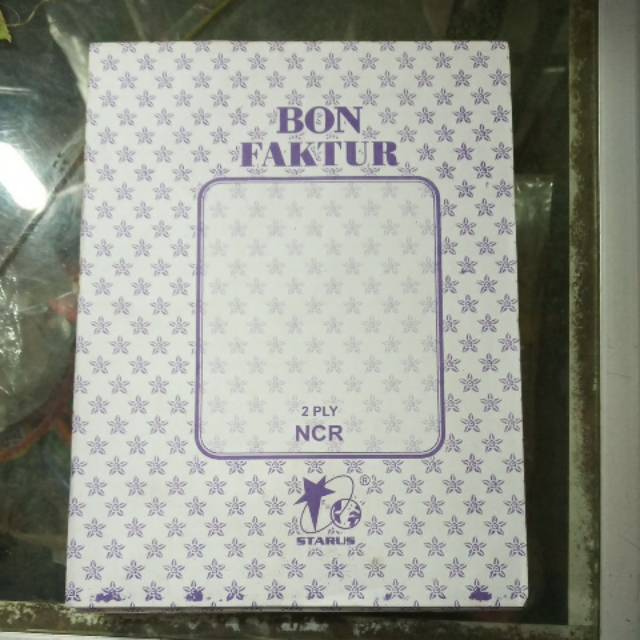 BON
FAKTUR
2 PLY
NCR
®
STARUS